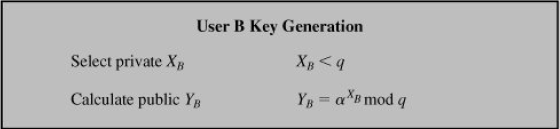 User B Key Generation
Select private X_B X_B < q
Calculate public Y_B Y_B = α^{X_B} mod q